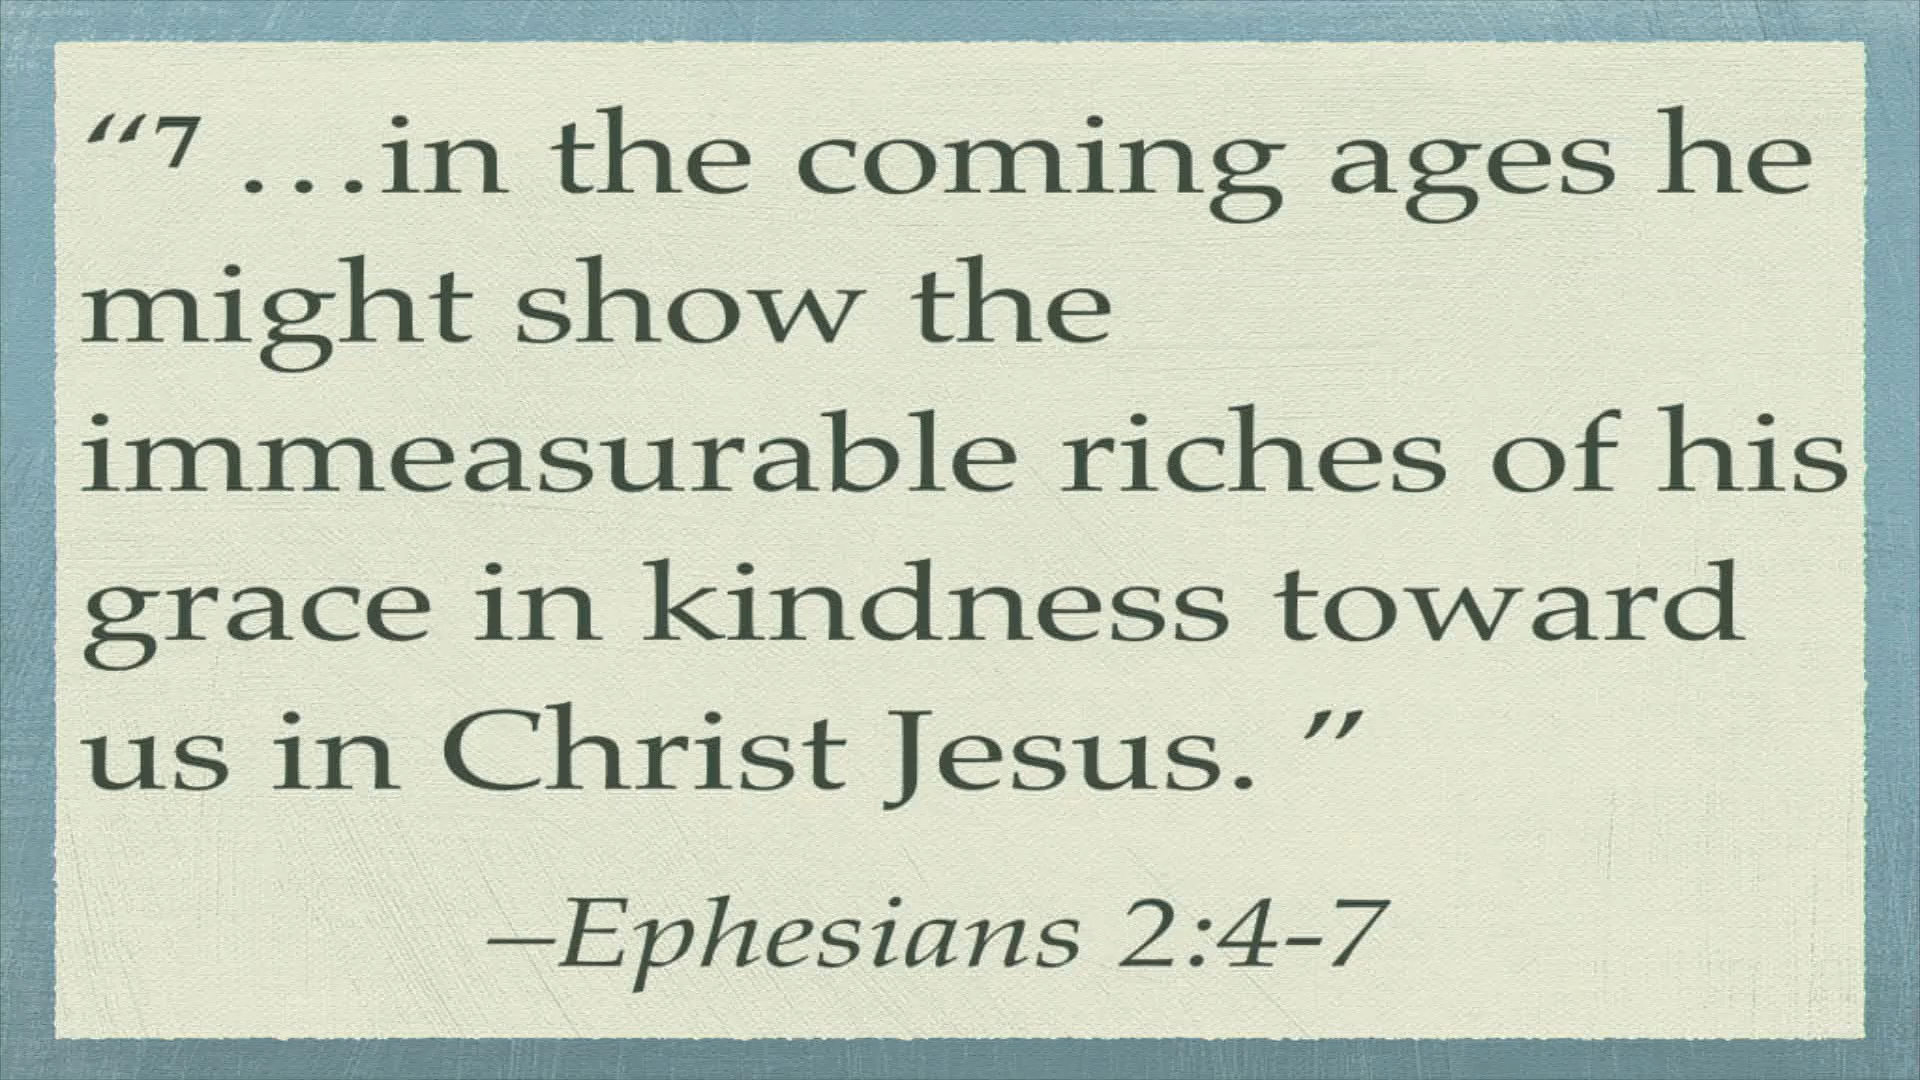 “7 …in the coming ages he
might show the
immeasurable riches of his
grace in kindness toward
us in Christ Jesus. ”
–Ephesians 2:4-7